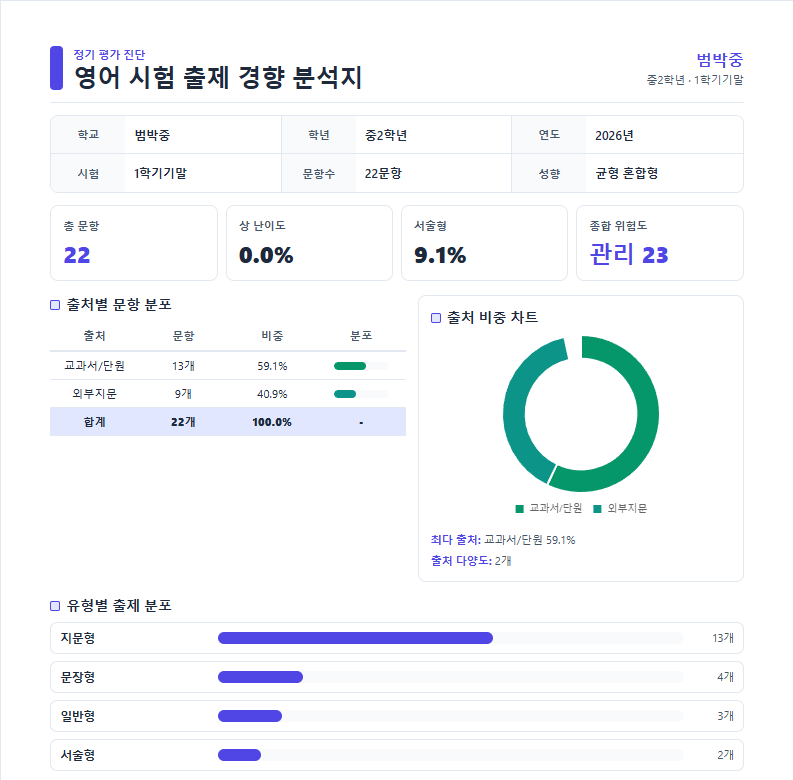 정기 평가 진단
영어 시험 출제 경향 분석지
범박중
중2학년 · 1학기기말
학교 범박중 학년 중2학년 연도 2026년
시험 1학기기말 문항수 22문항 성향 균형 혼합형
총 문항 상 난이도 서술형 종합 위험도
22 0.0% 9.1% 관리 23
출처별 문항 분포
출처 문항 비중 분포
교과서/단원 13개 59.1%
외부지문 9개 40.9%
합계 22개 100.0% -
출처 비중 차트
교과서/단원 외부지문
최다 출처: 교과서/단원 59.1%
출처 다양도: 2개
유형별 출제 분포
지문형 13개
문장형 4개
일반형 3개
서술형 2개